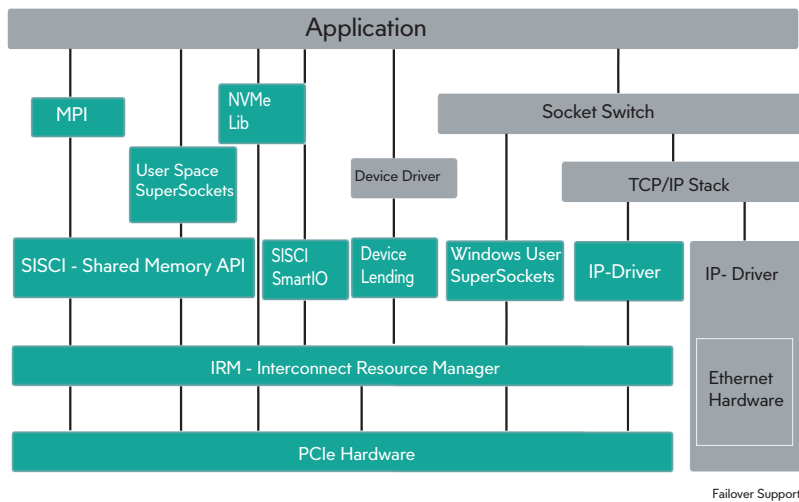 Application
MPI
NVMe
Lib
Socket Switch
User Space
SuperSockets
Device Driver
TCP/IP Stack
SISCI - Shared Memory API
SISCI
SmartIO
Device
Lending
Windows User
SuperSockets
IP-Driver
IP- Driver
IRM - Interconnect Resource Manager
Ethernet
Hardware
PCIe Hardware
Failover Support